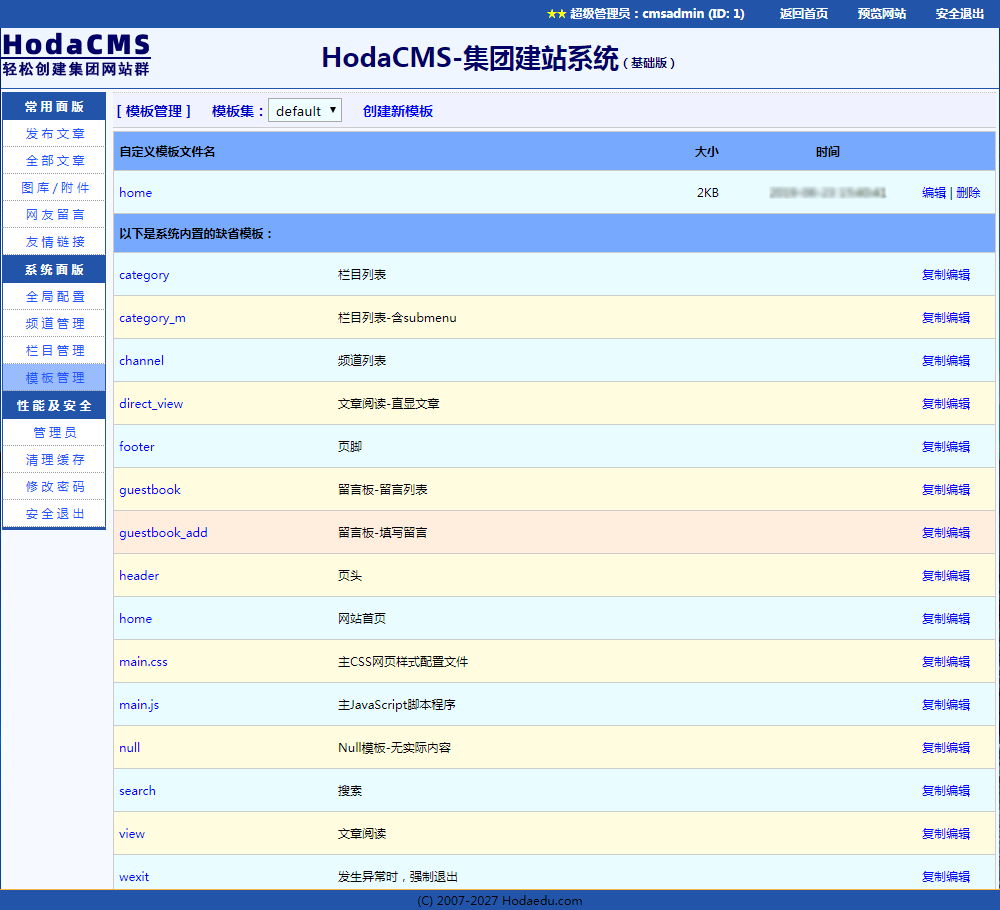 ★★ 超级管理员：cmsadmin (ID: 1) 返回首页 预览网站 安全退出
HodaCMS
轻松创建集团网站群
HodaCMS-集团建站系统（基础版）
常用面版
发布文章
全部文章
图库/附件
网友留言
友情链接
系统面版
全局配置
频道管理
栏目管理
模板管理
性能及安全
管理员
清理缓存
修改密码
安全退出
[ 模板管理 ] 模板集： default ▼ 创建新模板
自定义模板文件名 大小 时间
home 2KB 编辑 | 删除
以下是系统内置的缺省模板：
category 栏目列表 复制编辑
category_m 栏目列表-含submenu 复制编辑
channel 频道列表 复制编辑
direct_view 文章阅读-直显文章 复制编辑
footer 页脚 复制编辑
guestbook 留言板-留言列表 复制编辑
guestbook_add 留言板-填写留言 复制编辑
header 页头 复制编辑
home 网站首页 复制编辑
main.css 主CSS网页样式配置文件 复制编辑
main.js 主JavaScript脚本程序 复制编辑
null Null模板-无实际内容 复制编辑
search 搜索 复制编辑
view 文章阅读 复制编辑
wexit 发生异常时，强制退出 复制编辑
(C) 2007-2027 Hodaedu.com